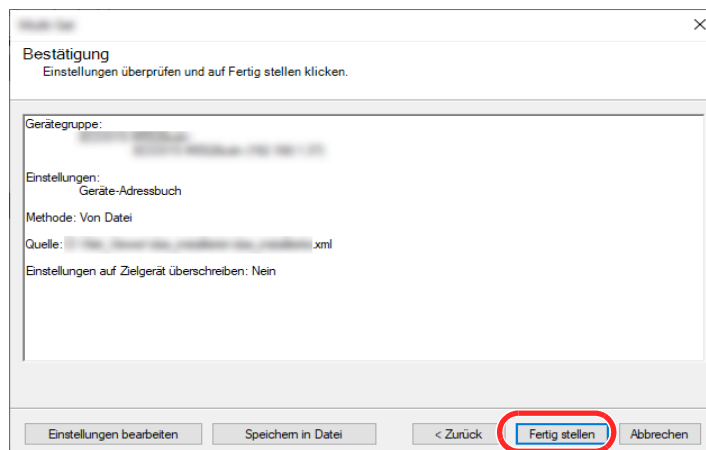 Bestätigung
Einstellungen überprüfen und auf Fertig stellen klicken.
Gerätegruppe:
Einstellungen:
Geräte-Adressbuch
Methode: Von Datei
Quelle: .xml
Einstellungen auf Zielgerät überschreiben: Nein
Einstellungen bearbeiten Speichern in Datei < Zurück Fertig stellen Abbrechen